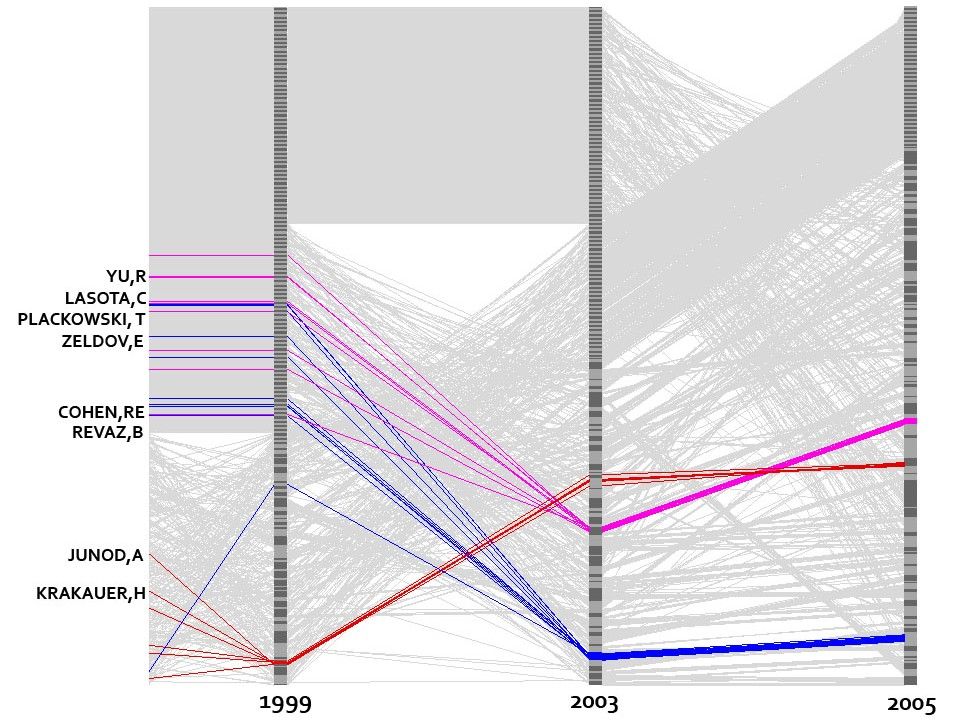 YU,R
LASOTA,C
PLACKOWSKI,T
ZELDOV,E
COHEN,RE
REVAZ,B
JUNOD,A
KRAKAUER,H
1999
2003
2005